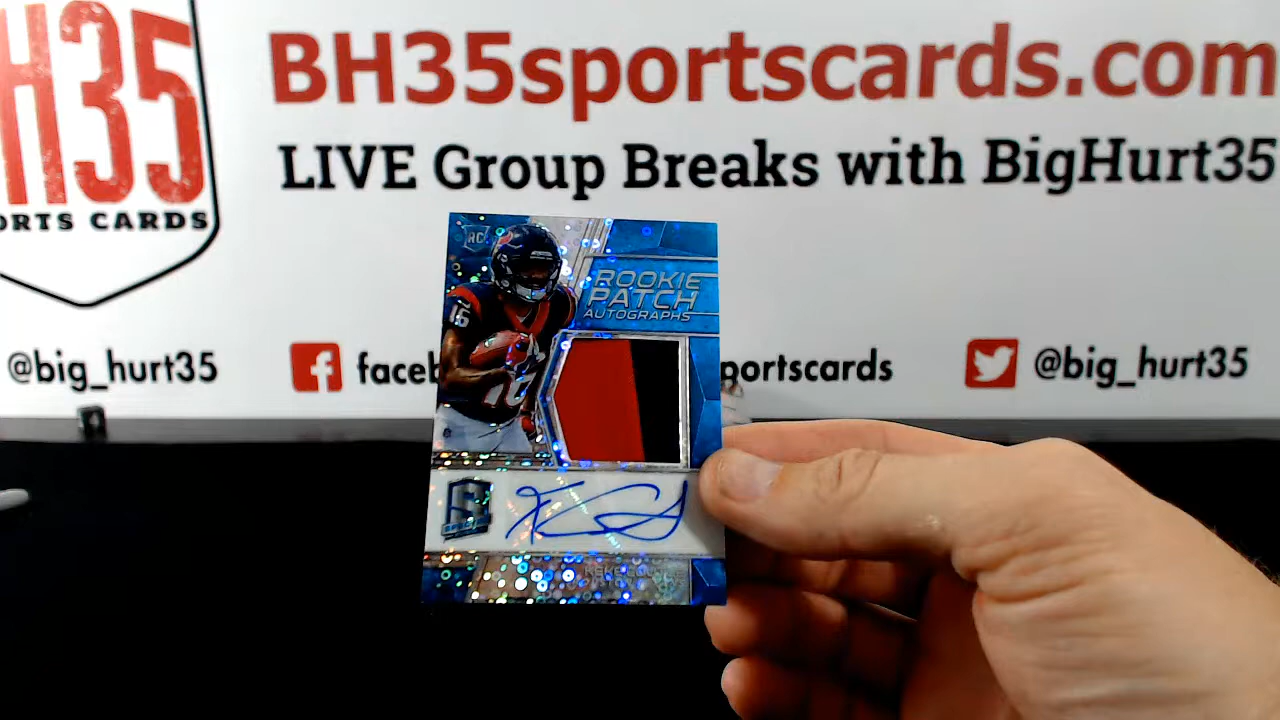 H35
ORTS CARDS
BH35sportscards.com
LIVE Group Breaks with BigHurt35
@big_hurt35
faceb
portscards
@big_hurt35
RC
ROOKIE
PATCH
AUTOGRAPHS
16
16